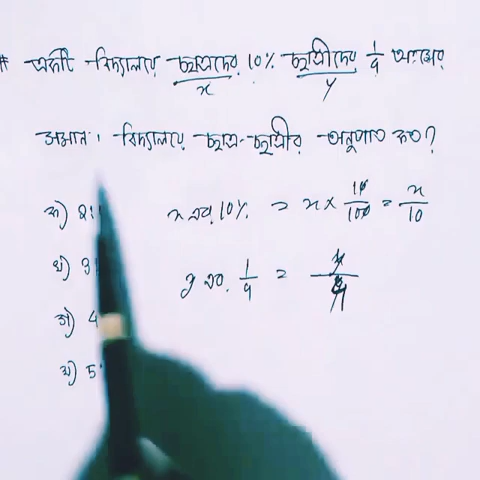 # একটি বিদ্যালয়ে ছাত্রদের 10% ছাত্রীদের 1/4 অংশের
x y
সমান। বিদ্যালয়ে ছাত্র-ছাত্রীর অনুপাত কত?
ক)
x এর 10% = x × 10/100 = x/10
খ) 3
y এর 1/4 =
গ) 4
ঘ) 5